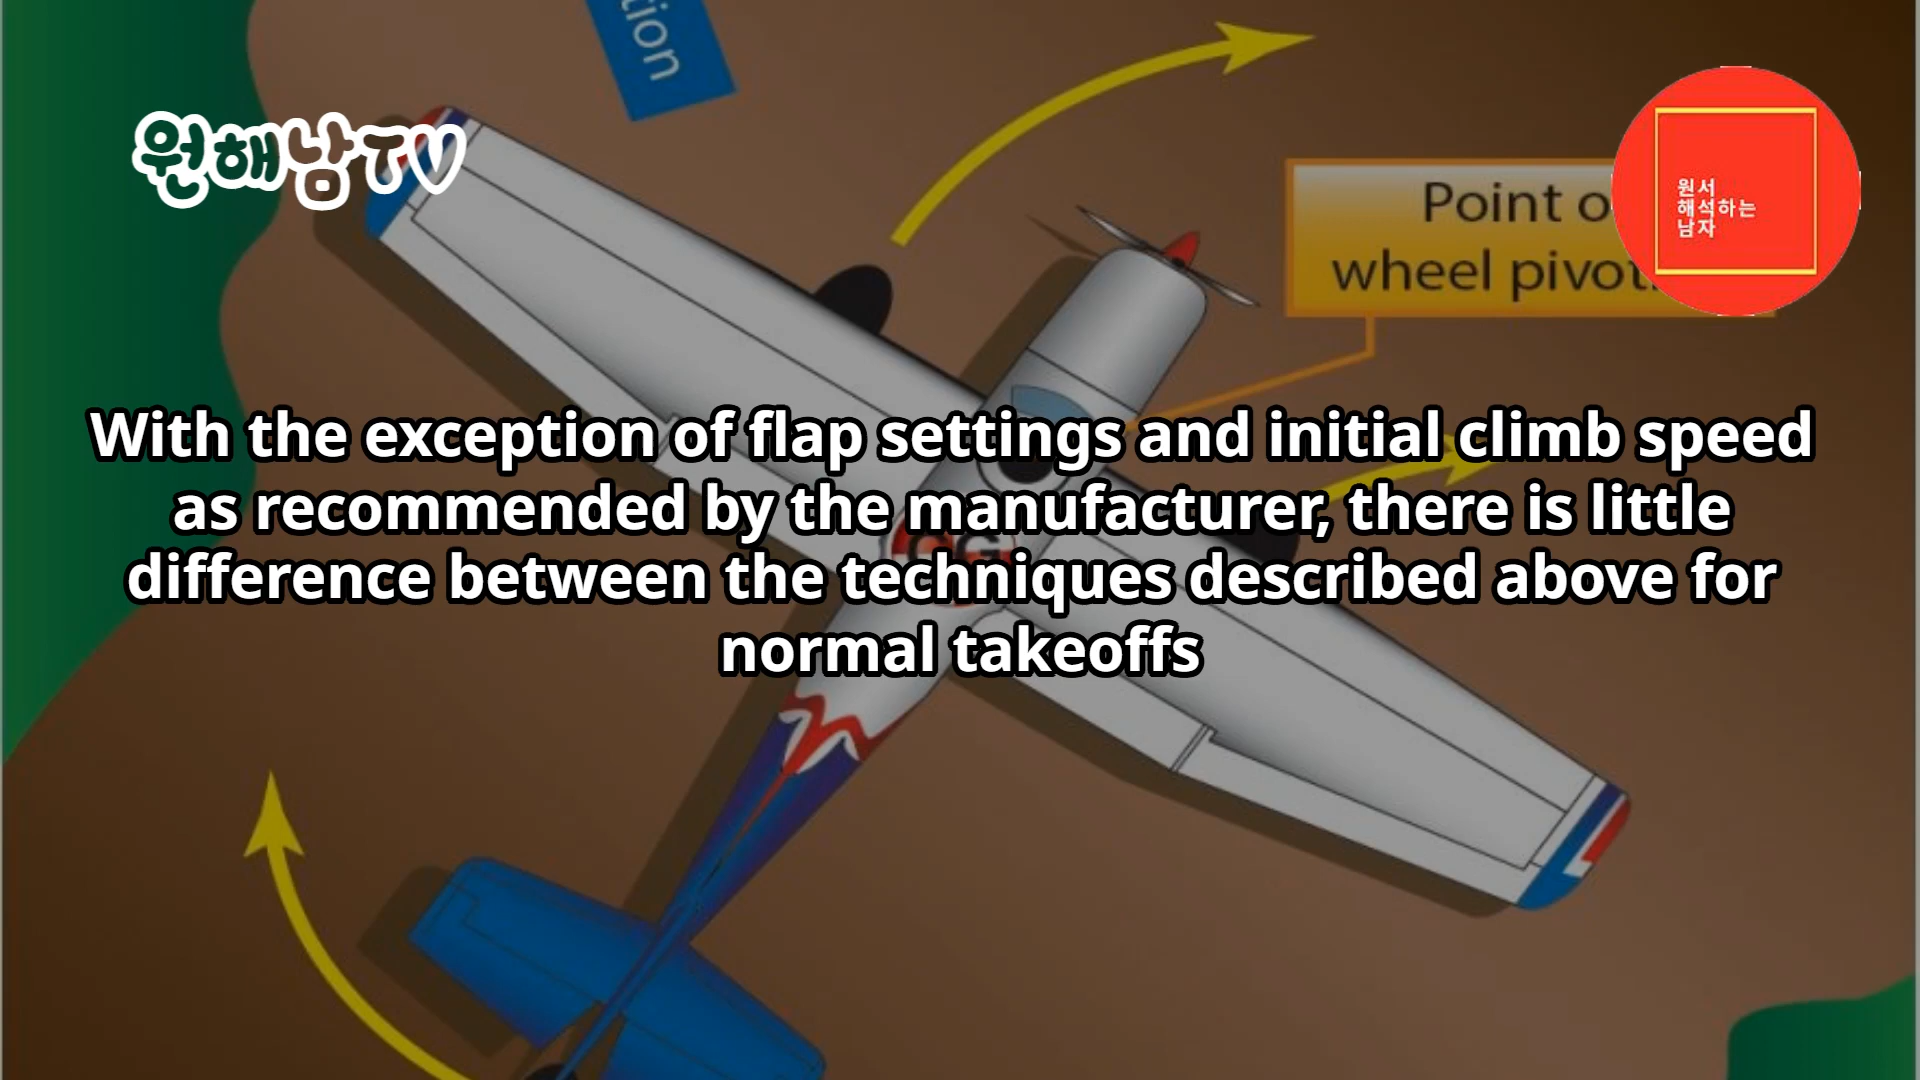 tion
원해남TV
Point o
wheel pivot
원서
해석하는
남자
With the exception of flap settings and initial climb speed
as recommended by the manufacturer, there is little
difference between the techniques described above for
normal takeoffs
CG